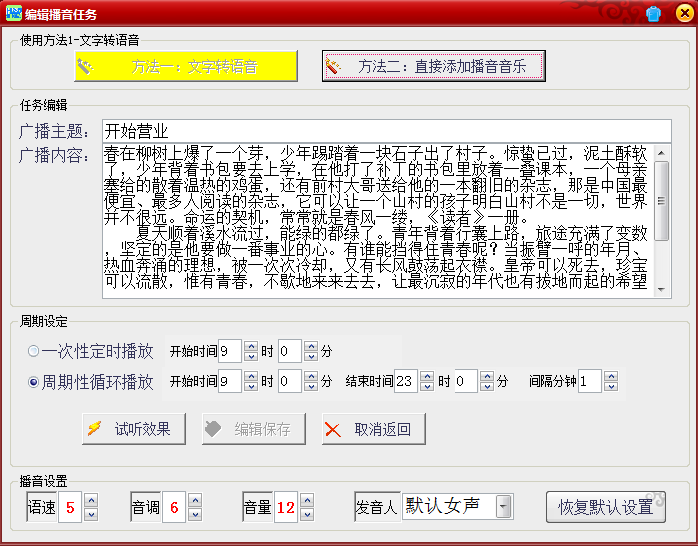 编辑播音任务
使用方法1-文字转语音
方法一：文字转语音
方法二：直接添加播音音乐
任务编辑
广播主题：
开始营业
广播内容：
春在柳树上爆了一个芽，少年踢踏着一块石子出了村子。惊蛰已过，泥土酥软
了，少年背着书包要去上学，在他打了补丁的书包里放着一叠课本，一个母亲
塞给的散着温热的鸡蛋，还有前村大哥送给他的一本翻旧的杂志，那是中国最
便宜、最多人阅读的杂志，它可以让一个山村的孩子明白山村不是一切，世界
并不很远。命运的契机，常常就是春风一缕，《读者》一册。
夏天顺着溪水流过，能绿的都绿了。青年背着行囊上路，旅途充满了变数
，坚定的是他要做一番事业的心。有谁能挡得住青春呢？当振臂一呼的年月、
热血奔涌的理想，被一次次冷却，又有长风鼓荡起衣襟。皇帝可以死去，珍宝
可以流散，惟有青春，不歇地来来去去，让最沉寂的年代也有拔地而起的希望
周期设定
一次性定时播放 开始时间 9 时 0 分
周期性循环播放 开始时间 9 时 0 分 结束时间 23 时 0 分 间隔分钟 1
试听效果 编辑保存 取消返回
播音设置
语速 5 音调 6 音量 12 发音人 默认女声 恢复默认设置